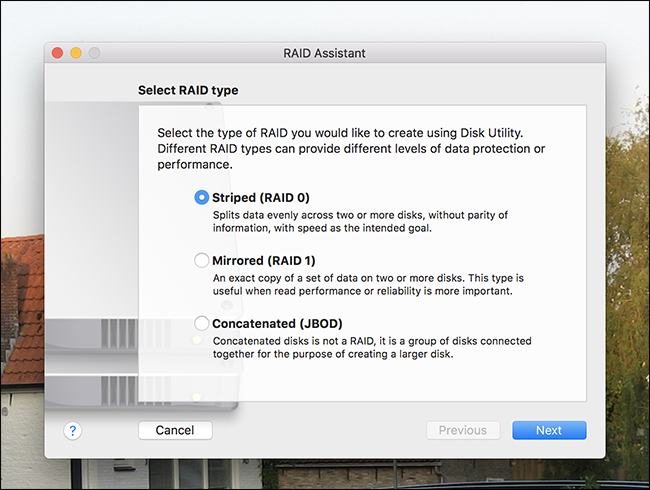 RAID Assistant
Select RAID type
Select the type of RAID you would like to create using Disk Utility.
Different RAID types can provide different levels of data protection or
performance.
Striped (RAID 0)
Splits data evenly across two or more disks, without parity of
information, with speed as the intended goal.
Mirrored (RAID 1)
An exact copy of a set of data on two or more disks. This type is
useful when read performance or reliability is more important.
Concatenated (JBOD)
Concatenated disks is not a RAID, it is a group of disks connected
together for the purpose of creating a larger disk.
?
Cancel
Previous
Next